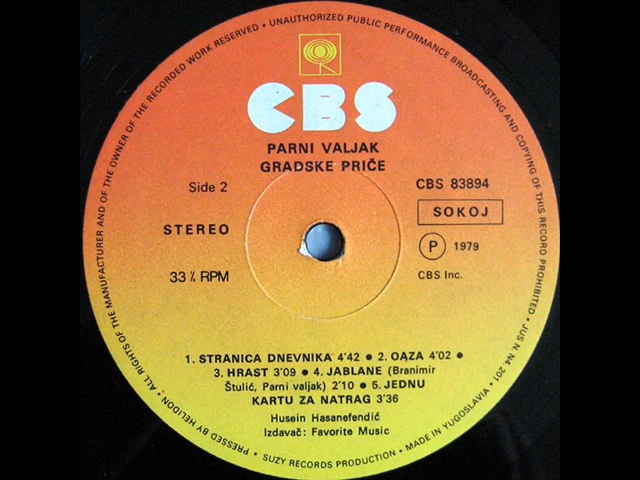 ALL RIGHTS OF THE MANUFACTURER AND OF THE OWNER OF THE RECORDED WORK RESERVED • UNAUTHORIZED PUBLIC PERFORMANCE BROADCASTING AND COPYING OF THIS RECORD PROHIBITED • JUS N. N4 201 • MADE IN YUGOSLAVIA • SUZY RECORDS PRODUCTION • PRESSED BY HELIDON •
CBS
PARNI VALJAK
GRADSKE PRIČE
Side 2
CBS 83894
SOKOJ
STEREO
P 1979
33 ⅓ RPM
CBS Inc.
1. STRANICA DNEVNIKA 4'42 ● 2. OAZA 4'02 ●
3. HRAST 3'09 ● 4. JABLANE (Branimir
Štulić, Parni valjak) 2'10 ● 5. JEDNU
KARTU ZA NATRAG 3'36
Husein Hasanefendić
Izdavač: Favorite Music